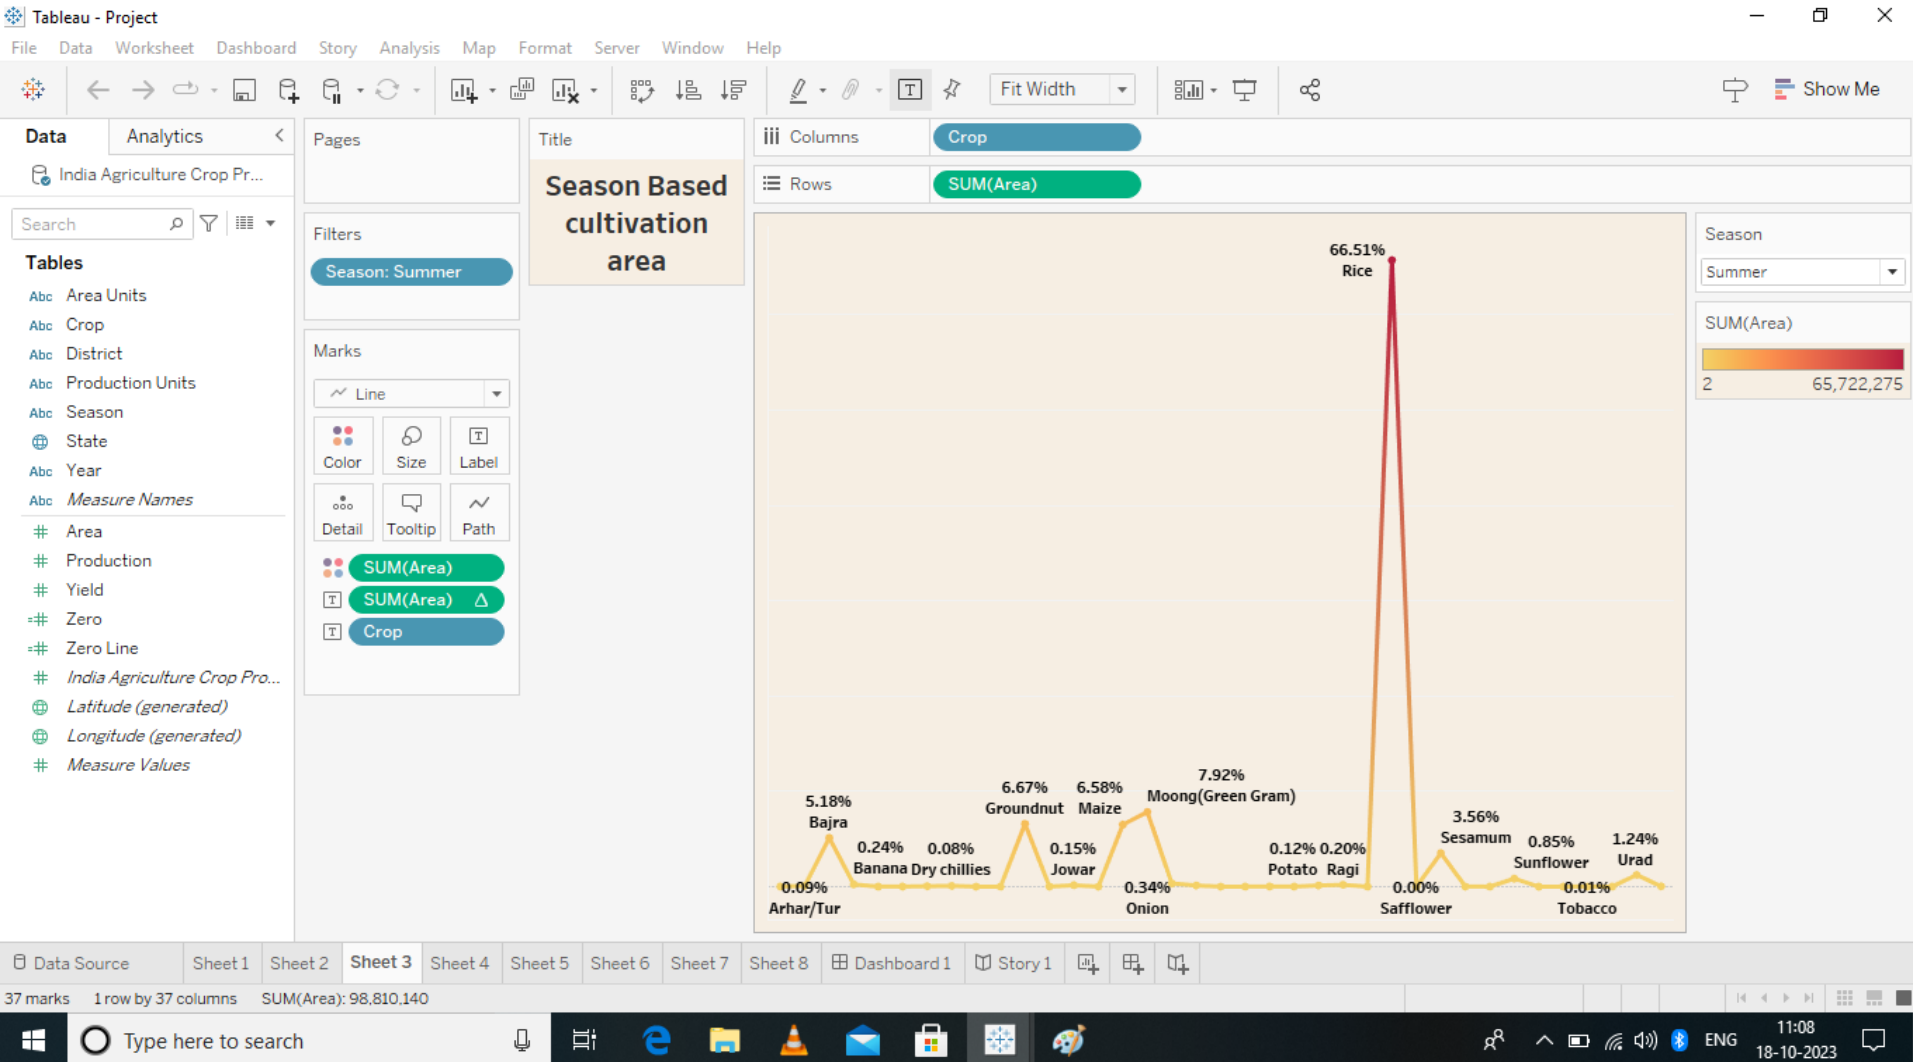 Tableau - Project
File Data Worksheet Dashboard Story Analysis Map Format Server Window Help
T Fit Width Show Me
Data Analytics
India Agriculture Crop Pr...
Search
Tables
Abc Area Units
Abc Crop
Abc District
Abc Production Units
Abc Season
State
Abc Year
Abc Measure Names
# Area
# Production
# Yield
=# Zero
=# Zero Line
# India Agriculture Crop Pro...
Latitude (generated)
Longitude (generated)
# Measure Values
Pages
Filters
Season: Summer
Marks
Line
Color Size Label
Detail Tooltip Path
SUM(Area)
T SUM(Area) Δ
T Crop
Title
Season Based
cultivation
area
Columns Crop
Rows SUM(Area)
66.51%
Rice
7.92%
Moong(Green Gram)
6.67% 6.58%
Groundnut Maize
5.18%
Bajra
3.56%
Sesamum
0.85%
Sunflower
1.24%
Urad
0.24% 0.08% 0.15% 0.12% 0.20%
Banana Dry chillies Jowar Potato Ragi
0.09% 0.34% 0.00% 0.01%
Arhar/Tur Onion Safflower Tobacco
Season
Summer
SUM(Area)
2 65,722,275
Data Source Sheet 1 Sheet 2 Sheet 3 Sheet 4 Sheet 5 Sheet 6 Sheet 7 Sheet 8 Dashboard 1 Story 1
37 marks 1 row by 37 columns SUM(Area): 98,810,140
Type here to search
ENG
11:08
18-10-2023